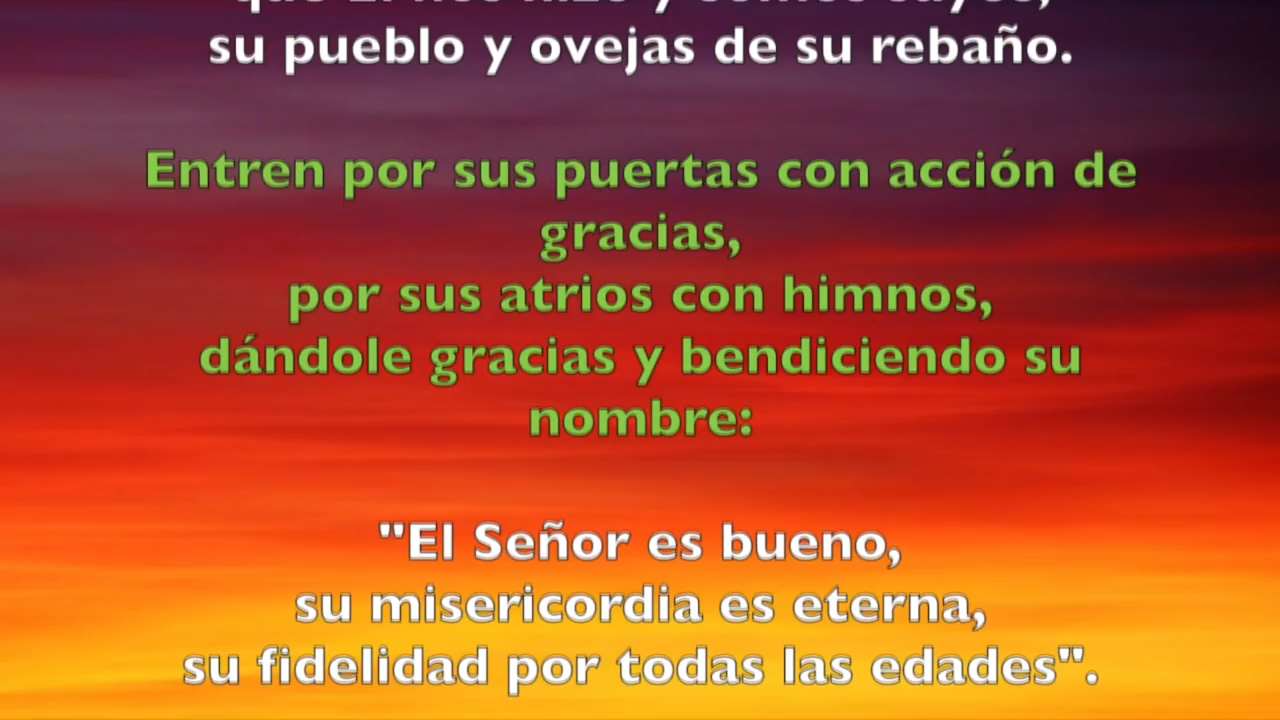 su pueblo y ovejas de su rebaño.
Entren por sus puertas con acción de
gracias,
por sus atrios con himnos,
dándole gracias y bendiciendo su
nombre:
"El Señor es bueno,
su misericordia es eterna,
su fidelidad por todas las edades".